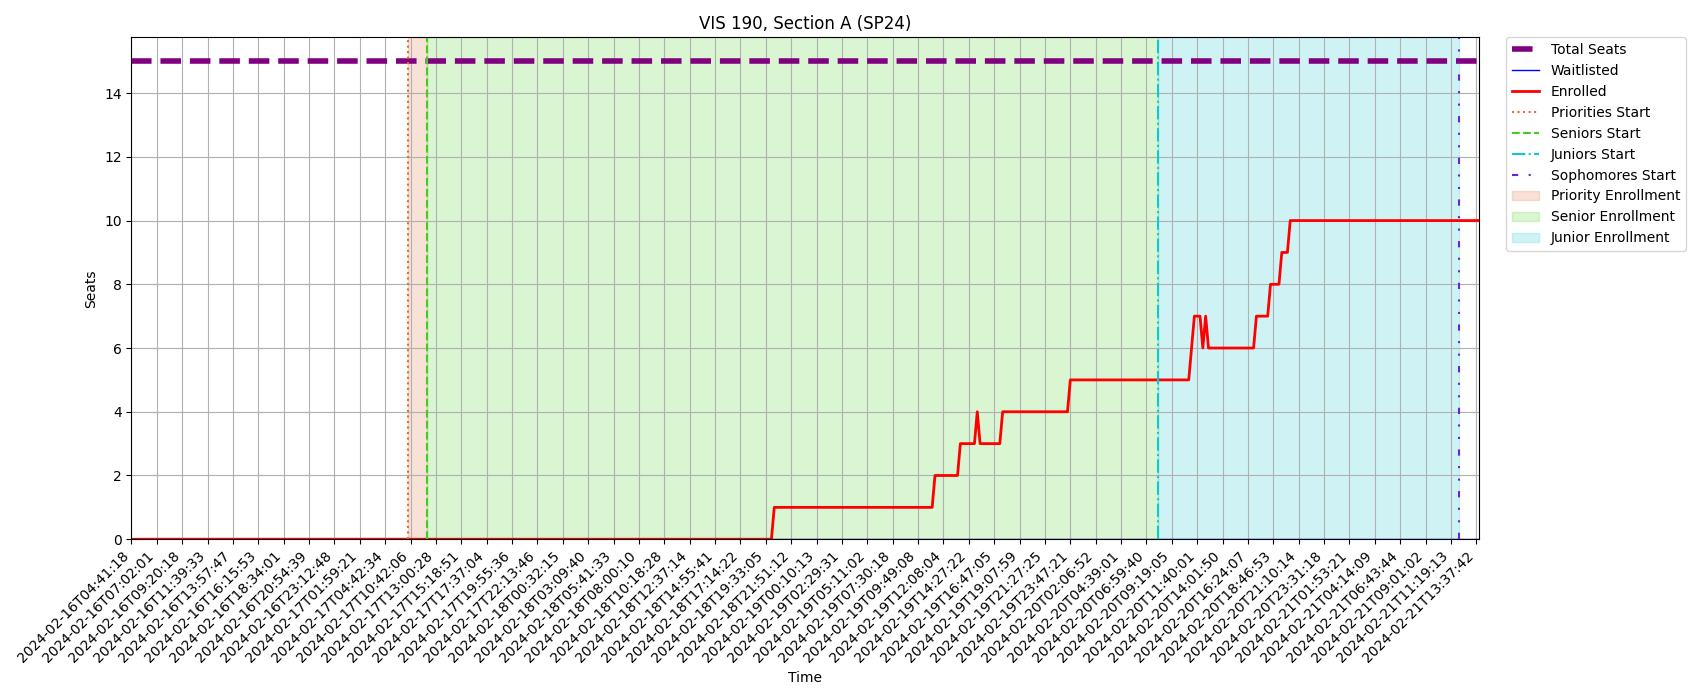 VIS 190, Section A (SP24)
Total Seats
Waitlisted
Enrolled
Priorities Start
Seniors Start
Juniors Start
Sophomores Start
Priority Enrollment
Senior Enrollment
Junior Enrollment
Seats
14
12
10
8
6
4
2
0
2024-02-16T04:41:18
2024-02-16T07:02:01
2024-02-16T09:20:18
2024-02-16T11:39:33
2024-02-16T13:57:47
2024-02-16T16:15:53
2024-02-16T18:34:01
2024-02-16T20:54:39
2024-02-16T23:12:48
2024-02-17T01:59:21
2024-02-17T04:42:34
2024-02-17T10:42:06
2024-02-17T13:00:28
2024-02-17T15:18:51
2024-02-17T17:37:04
2024-02-17T19:55:36
2024-02-17T22:13:46
2024-02-18T00:32:15
2024-02-18T03:09:40
2024-02-18T05:41:33
2024-02-18T08:00:10
2024-02-18T10:18:28
2024-02-18T12:37:14
2024-02-18T14:55:41
2024-02-18T17:14:22
2024-02-18T19:33:05
2024-02-18T21:51:12
2024-02-19T00:10:13
2024-02-19T02:29:31
2024-02-19T05:11:02
2024-02-19T07:30:18
2024-02-19T09:49:08
2024-02-19T12:08:04
2024-02-19T14:27:22
2024-02-19T16:47:05
2024-02-19T19:07:59
2024-02-19T21:27:25
2024-02-19T23:47:21
2024-02-20T02:06:52
2024-02-20T04:39:01
2024-02-20T06:59:40
2024-02-20T09:19:05
2024-02-20T11:40:01
2024-02-20T14:01:50
2024-02-20T16:24:07
2024-02-20T18:46:53
2024-02-20T21:10:14
2024-02-20T23:31:18
2024-02-21T01:53:21
2024-02-21T04:14:09
2024-02-21T06:43:44
2024-02-21T09:01:02
2024-02-21T11:19:13
2024-02-21T13:37:42
Time